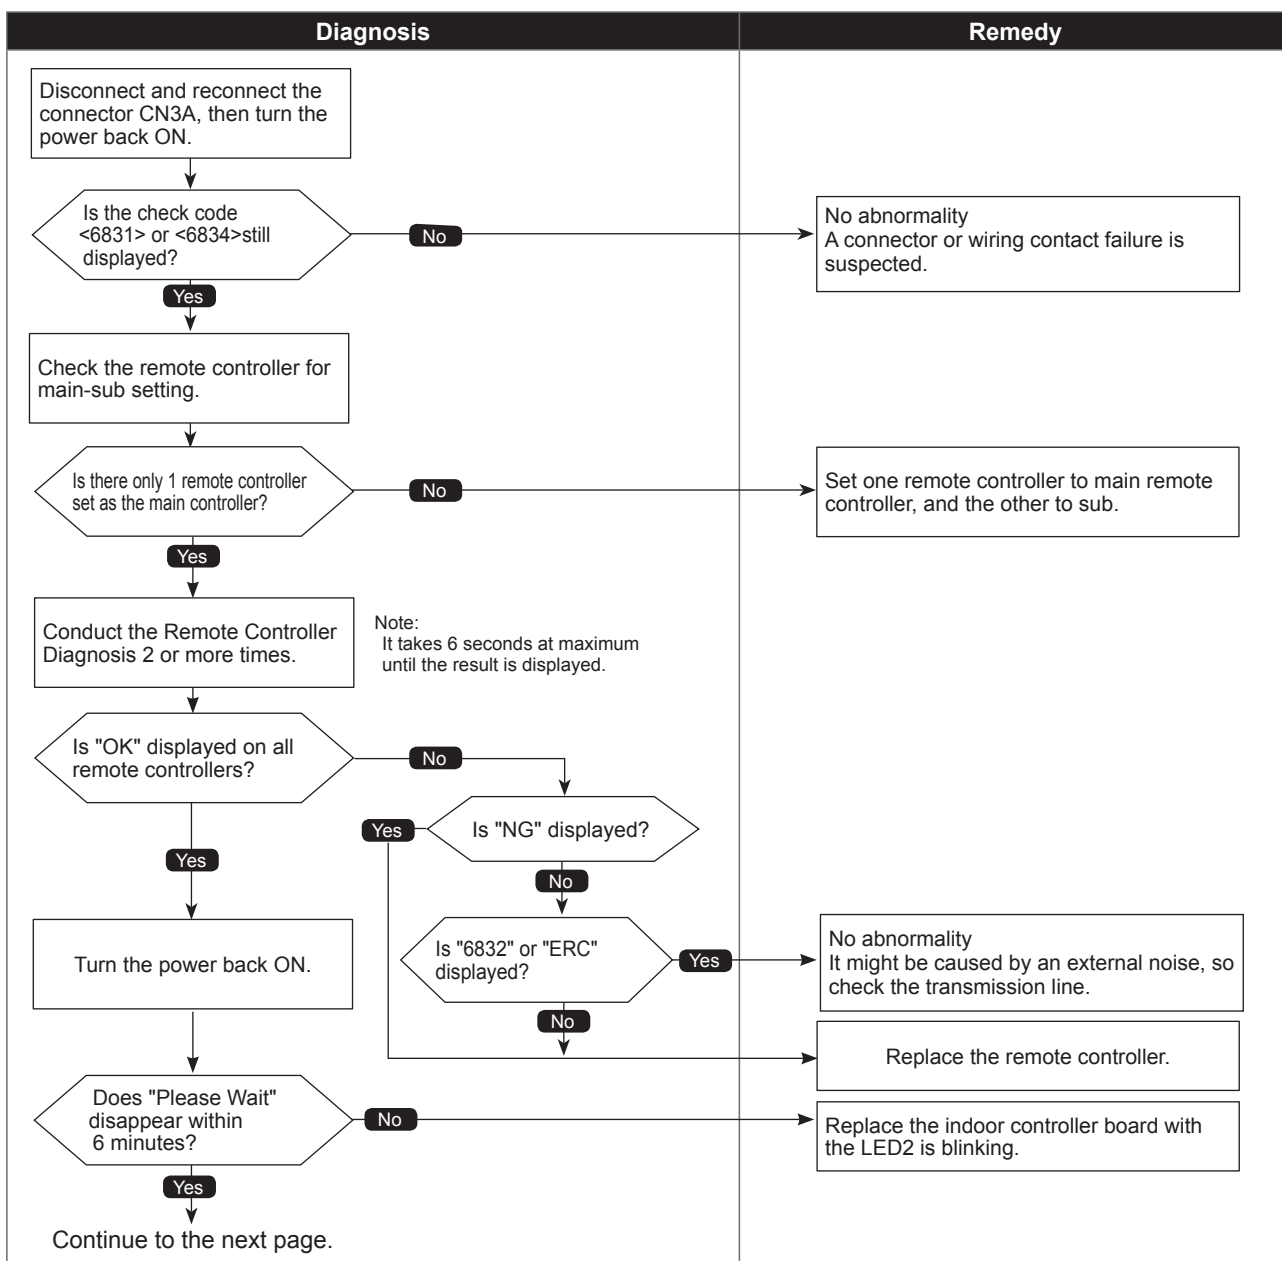 Diagnosis
Remedy
Disconnect and reconnect the
connector CN3A, then turn the
power back ON.
Is the check code
<6831> or <6834>still
displayed?
No
No abnormality
A connector or wiring contact failure is
suspected.
Yes
Check the remote controller for
main-sub setting.
Is there only 1 remote controller
set as the main controller?
No
Set one remote controller to main remote
controller, and the other to sub.
Yes
Conduct the Remote Controller
Diagnosis 2 or more times.
Note:
It takes 6 seconds at maximum
until the result is displayed.
Is "OK" displayed on all
remote controllers?
No
Yes
Is "NG" displayed?
Yes
No
Turn the power back ON.
Is "6832" or "ERC"
displayed?
Yes
No abnormality
It might be caused by an external noise, so
check the transmission line.
No
Replace the remote controller.
Does "Please Wait"
disappear within
6 minutes?
No
Replace the indoor controller board with
the LED2 is blinking.
Yes
Continue to the next page.